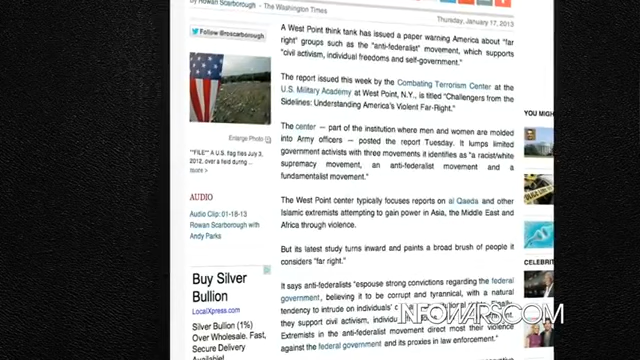 by Rowan Scarborough - The Washington Times
Thursday, January 17, 2013
Follow @roscarborough
A West Point think tank has issued a paper warning America about "far
right" groups such as the "anti-federalist" movement, which supports
"civil activism, individual freedoms and self-government."
The report issued this week by the Combating Terrorism Center at the
U.S. Military Academy at West Point, N.Y., is titled "Challengers from the
Sidelines: Understanding America's Violent Far-Right."
Enlarge Photo
**FILE** A U.S. flag flies July 3,
2012, over a field during ...
more >
The center — part of the institution where men and women are molded
into Army officers — posted the report Tuesday. It lumps limited
government activists with three movements it identifies as "a racist/white
supremacy movement, an anti-federalist movement and a
fundamentalist movement."
AUDIO
Audio Clip: 01-18-13
Rowan Scarborough with
Andy Parks
The West Point center typically focuses reports on al Qaeda and other
Islamic extremists attempting to gain power in Asia, the Middle East and
Africa through violence.
But its latest study turns inward and paints a broad brush of people it
considers "far right."
It says anti-federalists "espouse strong convictions regarding the federal
government, believing it to be corrupt and tyrannical, with a natural
tendency to intrude on individuals'
they support civil activism,
Extremists in the anti-federalist movement direct most their violence
against the federal government and its proxies in law enforcement."
Buy Silver
Bullion
LocalXpress.com
Silver Bullion (1%)
Over Wholesale. Fast,
Secure Delivery
Available!
YOU MIGH
CELEBRIT
INFOWARS.COM